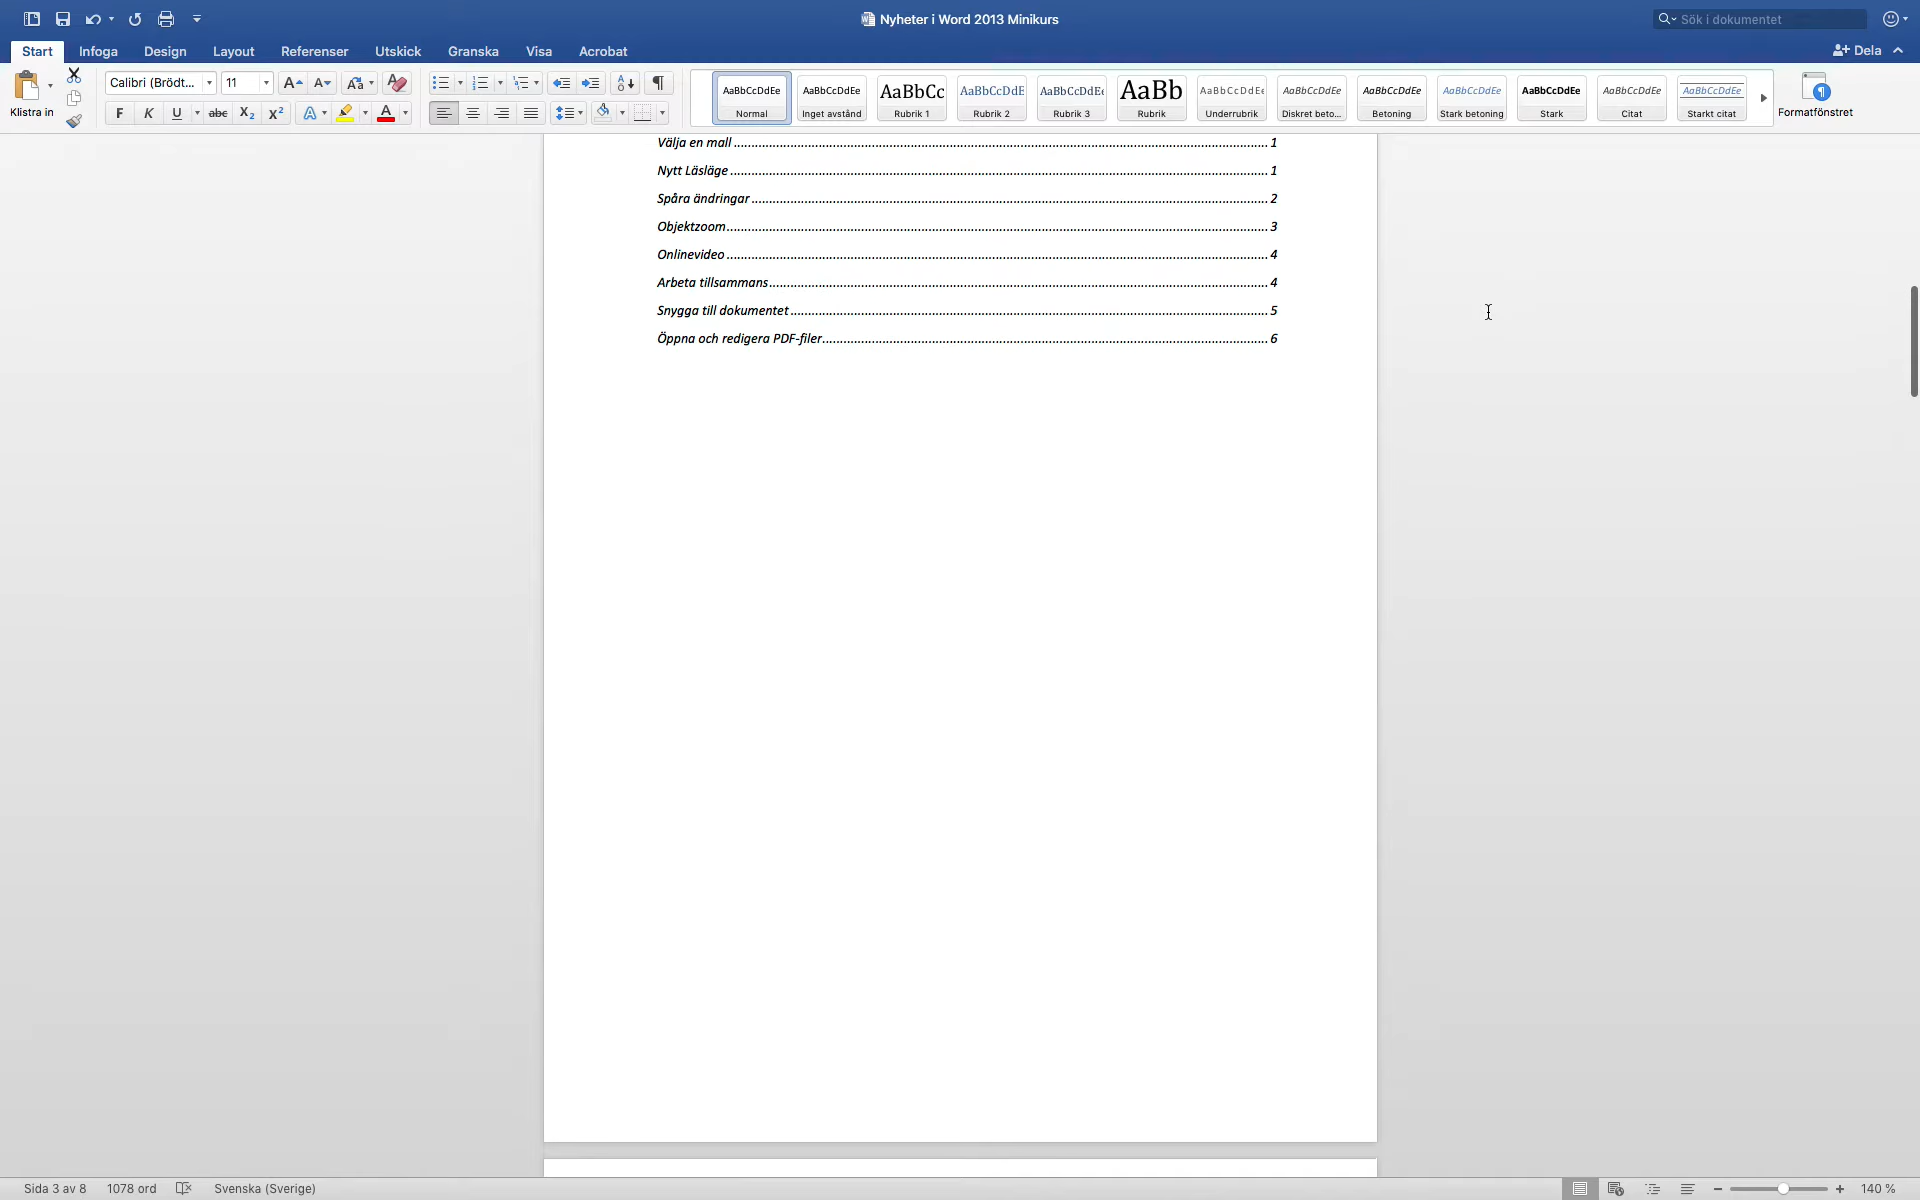 Nyheter i Word 2013 Minikurs
Sök i dokumentet
Start Infoga Design Layout Referenser Utskick Granska Visa Acrobat
Dela
Klistra in
Calibri (Brödt... 11
F K U abc X2 X2
AaBbCcDdEe AaBbCcDdEe AaBbCc AaBbCcDdE AaBbCcDdEe AaBb AaBbCcDdEe AaBbCcDdEe AaBbCcDdEe AaBbCcDdEe AaBbCcDdEe AaBbCcDdEe AaBbCcDdEe
Normal Inget avstånd Rubrik 1 Rubrik 2 Rubrik 3 Rubrik Underrubrik Diskret beto... Betoning Stark betoning Stark Citat Starkt citat
Formatfönstret
Välja en mall 1
Nytt Läsläge 1
Spåra ändringar 2
Objektzoom 3
Onlinevideo 4
Arbeta tillsammans 4
Snygga till dokumentet 5
Öppna och redigera PDF-filer 6
Sida 3 av 8 1078 ord Svenska (Sverige) 140 %